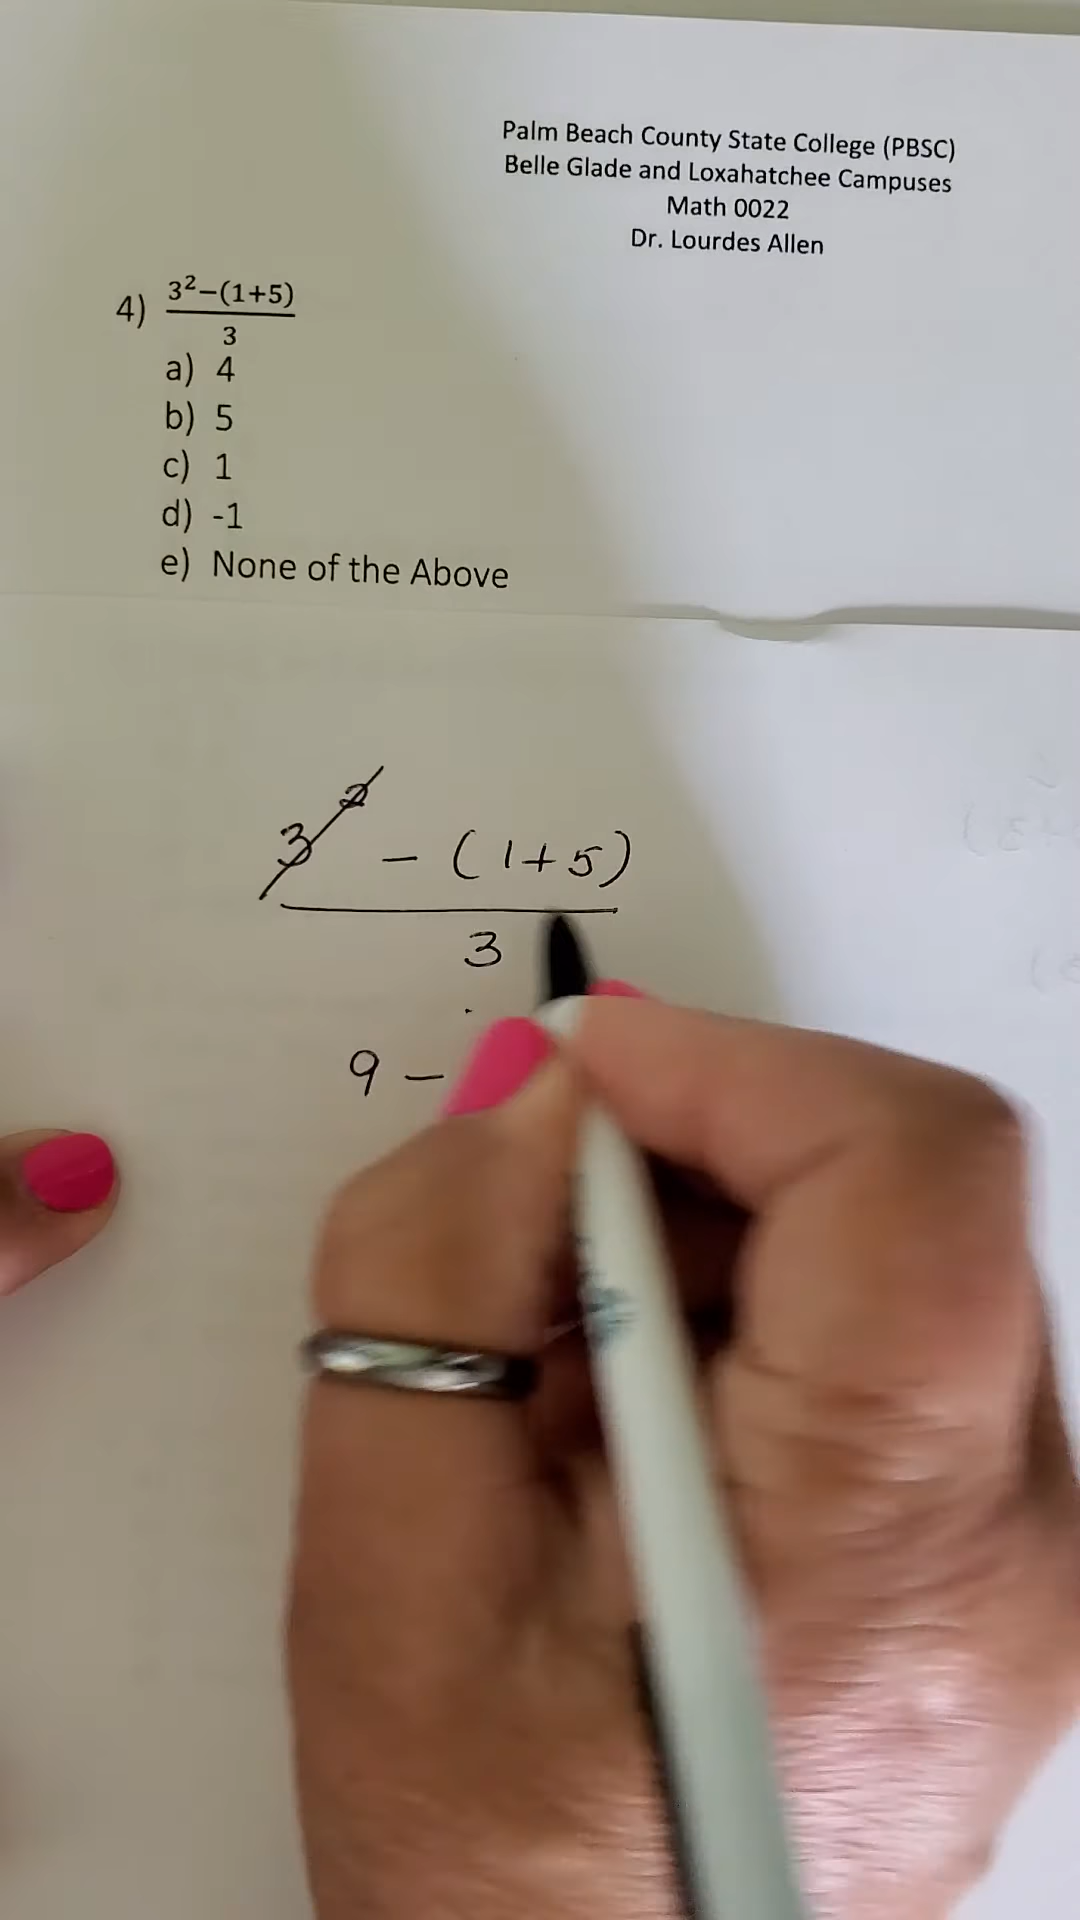 Palm Beach County State College (PBSC)
Belle Glade and Loxahatchee Campuses
Math 0022
Dr. Lourdes Allen
4) 3²−(1+5)
3
a) 4
b) 5
c) 1
d) -1
e) None of the Above
3² - (1+5)
3
9 -